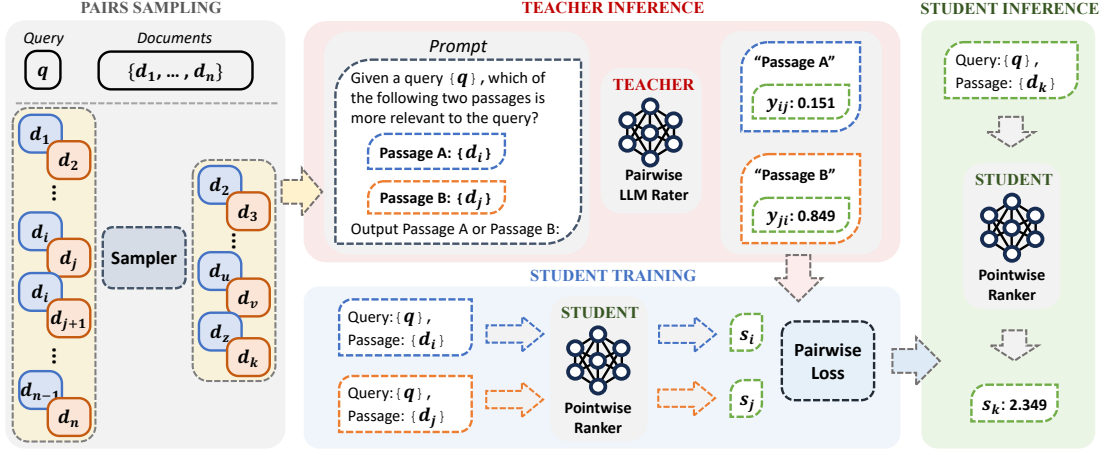 PAIRS SAMPLING
Query
Documents
q
{d₁, ... , dₙ}
d₁
d₂
...
dᵢ
dⱼ
dᵢ
dⱼ₊₁
...
dₙ₋₁
dₙ
Sampler
d₂
d₃
...
dᵤ
dᵥ
d_z
dₖ
TEACHER INFERENCE
Prompt
Given a query {q} , which of
the following two passages is
more relevant to the query?
Passage A: {dᵢ}
Passage B: {dⱼ}
Output Passage A or Passage B:
TEACHER
Pairwise
LLM Rater
“Passage A”
yᵢⱼ: 0.151
“Passage B”
yⱼᵢ: 0.849
STUDENT TRAINING
Query:{q} ,
Passage: {dᵢ}
Query:{q} ,
Passage: {dⱼ}
STUDENT
Pointwise
Ranker
sᵢ
sⱼ
Pairwise
Loss
STUDENT INFERENCE
Query:{q} ,
Passage: {dₖ}
STUDENT
Pointwise
Ranker
sₖ: 2.349